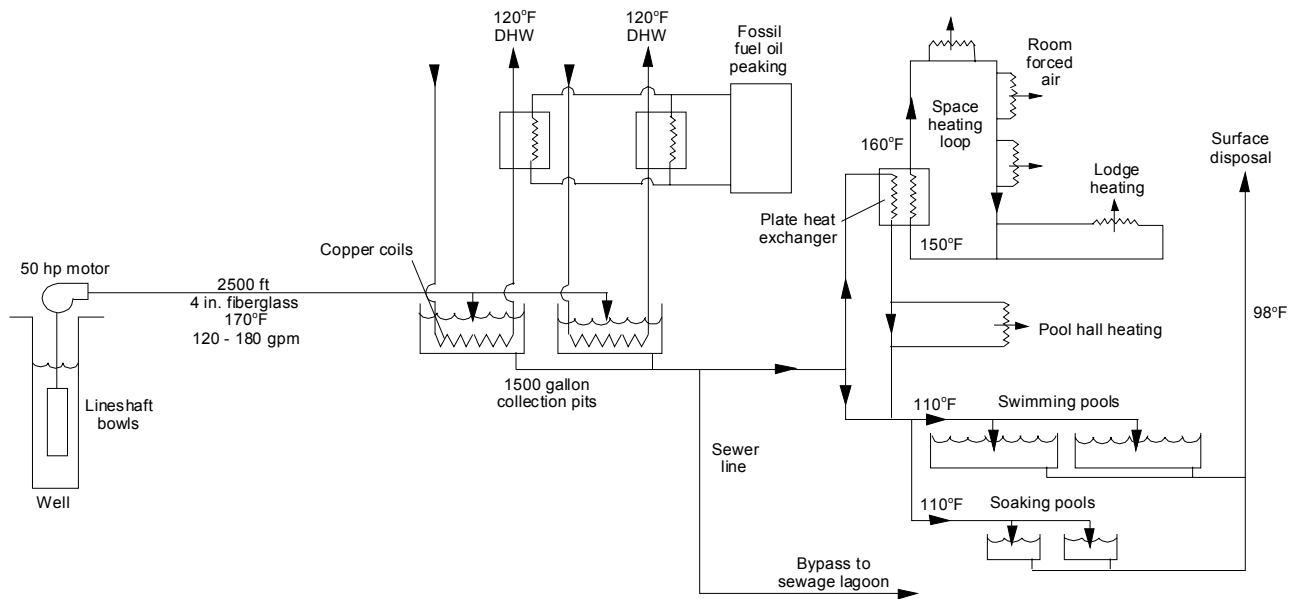 120°F
DHW
120°F
DHW
Fossil
fuel oil
peaking
Room
forced
air
Space
heating
loop
160°F
Surface
disposal
Lodge
heating
Plate heat
exchanger
150°F
Copper coils
50 hp motor
2500 ft
4 in. fiberglass
170°F
120 - 180 gpm
98°F
Pool hall heating
1500 gallon
collection pits
Lineshaft
bowls
Well
110°F
Swimming pools
Sewer
line
110°F
Soaking pools
Bypass to
sewage lagoon